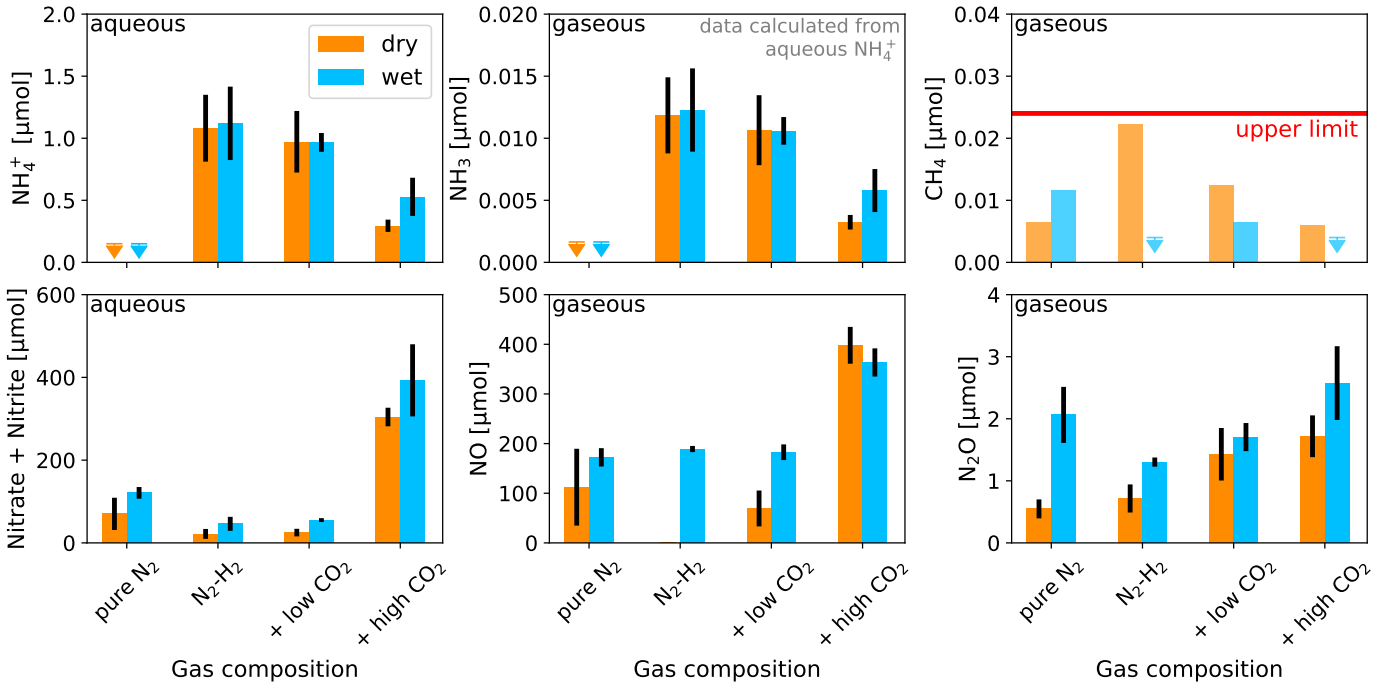 aqueous
dry
wet
NH₄⁺ [µmol]
2.0
1.5
1.0
0.5
0.0
gaseous
data calculated from
aqueous NH₄⁺
NH₃ [µmol]
0.020
0.015
0.010
0.005
0.000
gaseous
upper limit
CH₄ [µmol]
0.04
0.03
0.02
0.01
0.00
aqueous
Nitrate + Nitrite [µmol]
600
400
200
0
pure N₂
N₂-H₂
+ low CO₂
+ high CO₂
Gas composition
gaseous
NO [µmol]
500
400
300
200
100
0
pure N₂
N₂-H₂
+ low CO₂
+ high CO₂
Gas composition
gaseous
N₂O [µmol]
4
3
2
1
0
pure N₂
N₂-H₂
+ low CO₂
+ high CO₂
Gas composition